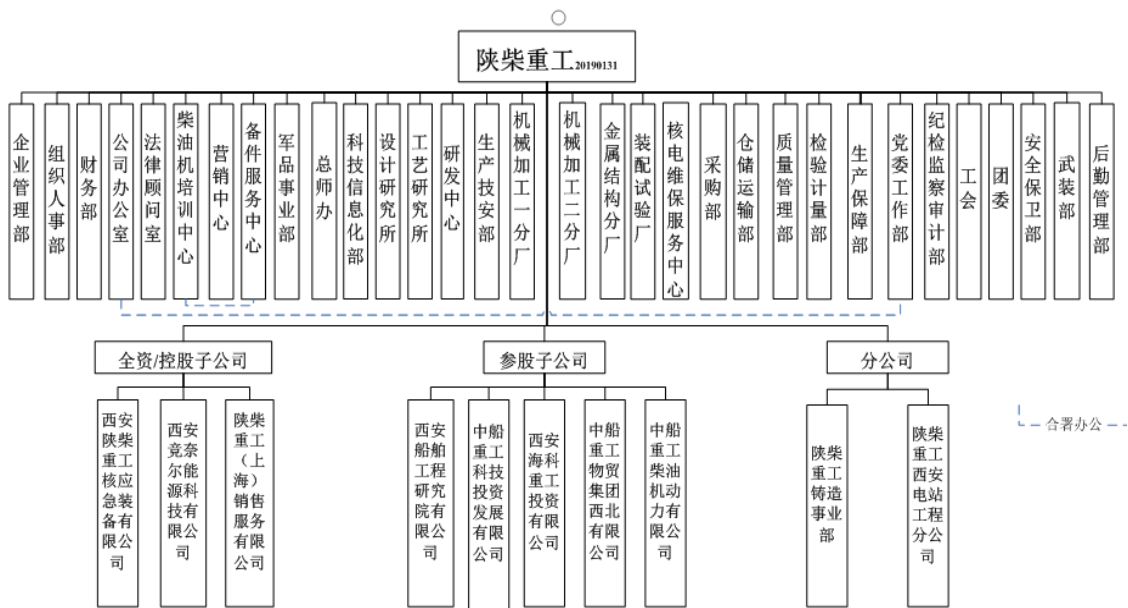 陕柴重工20190131
企业管理部
组织人事部
财务部
公司办公室
法律顾问室
柴油机培训中心
营销中心
备件服务中心
军品事业部
总师办
科技信息化部
设计研究所
工艺研究所
研发中心
生产技安部
机械加工一分厂
机械加工二分厂
金属结构分厂
装配试验厂
核电维保服务中心
采购部
仓储运输部
质量管理部
检验计量部
生产保障部
党委工作部
纪检监察审计部
工会
团委
安全保卫部
武装部
后勤管理部
全资/控股子公司
参股子公司
分公司
西安陕柴重工核应急装备有限公司
西安竞奈尔能源科技有限公司
陕柴重工（上海）销售服务有限公司
西安船舶工程研究院有限公司
中船重工科技投资发展有限公司
西安海科重工投资有限公司
中船重工物贸集团西北有限公司
中船重工柴油机动力有限公司
陕柴重工铸造事业部
陕柴重工西安电站工程分公司
合署办公